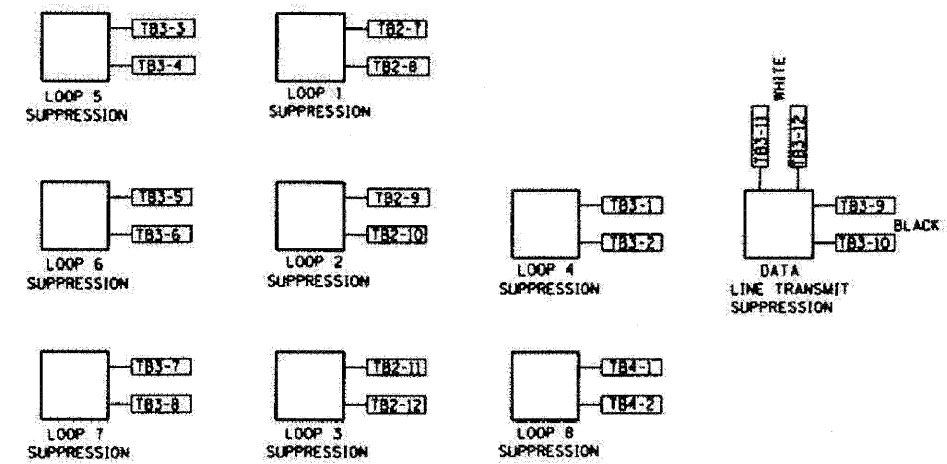 TB3-3
TB3-4
LOOP 5
SUPPRESSION
TB2-7
TB2-8
LOOP 1
SUPPRESSION
WHITE
TB3-11
TB3-12
TB3-5
TB3-6
LOOP 6
SUPPRESSION
TB2-9
TB2-10
LOOP 2
SUPPRESSION
TB3-1
TB3-2
LOOP 4
SUPPRESSION
TB3-9
BLACK
TB3-10
DATA
LINE TRANSMIT
SUPPRESSION
TB3-7
TB3-8
LOOP 7
SUPPRESSION
TB2-11
TB2-12
LOOP 3
SUPPRESSION
TB4-1
TB4-2
LOOP 8
SUPPRESSION